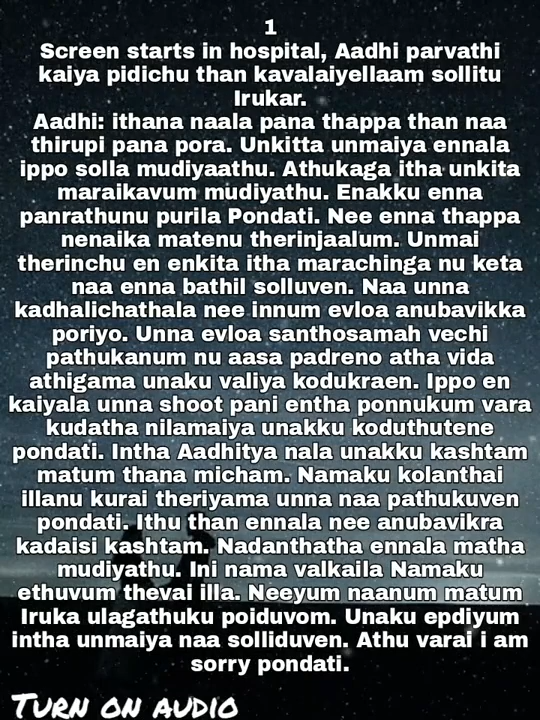 1
Screen starts in hospital, Aadhi parvathi
kaiya pidichu than kavalaiyellaam sollitu
Irukar.
Aadhi: ithana naala pana thappa than naa
thirupi pana pora. Unkitta unmaiya ennala
ippo solla mudiyaathu. Athukaga itha unkita
maraikavum mudiyathu. Enakku enna
panrathunu purila Pondati. Nee enna thappa
nenaika matenu therinjaalum. Unmai
therinchu en enkita itha marachinga nu keta
naa enna bathil solluven. Naa unna
kadhalichathala nee innum evloa anubavikka
poriyo. Unna evloa santhosamah vechi
pathukanum nu aasa padreno atha vida
athigama unaku valiya kodukraen. Ippo en
kaiyala unna shoot pani entha ponnukum vara
kudatha nilamaiya unakku koduthutene
pondati. Intha Aadhitya nala unakku kashtam
matum thana micham. Namaku kolanthai
illanu kurai theriyama unna naa pathukuven
pondati. Ithu than ennala nee anubavikra
kadaisi kashtam. Nadanthatha ennala matha
mudiyathu. Ini nama valkaila Namaku
ethuvum thevai illa. Neeyum naanum matum
Iruka ulagathuku poiduvom. Unaku epdiyum
intha unmaiya naa solliduven. Athu varai i am
sorry pondati.
Turn on audio